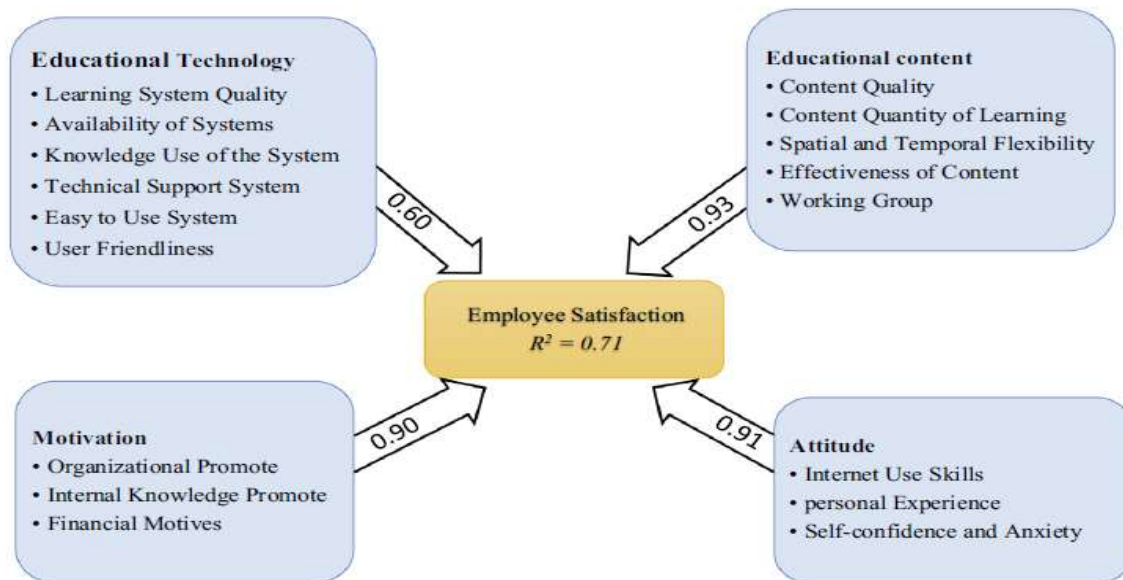 Educational Technology
• Learning System Quality
• Availability of Systems
• Knowledge Use of the System
• Technical Support System
• Easy to Use System
• User Friendliness
0.60
Educational content
• Content Quality
• Content Quantity of Learning
• Spatial and Temporal Flexibility
• Effectiveness of Content
• Working Group
0.93
Employee Satisfaction
R² = 0.71
Motivation
• Organizational Promote
• Internal Knowledge Promote
• Financial Motives
0.90
Attitude
• Internet Use Skills
• personal Experience
• Self-confidence and Anxiety
0.91